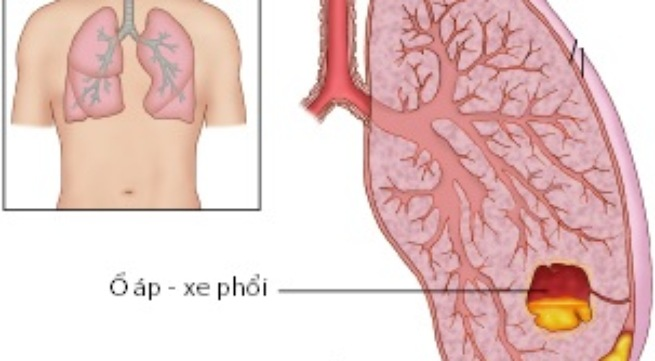 Ổ áp - xe phổi